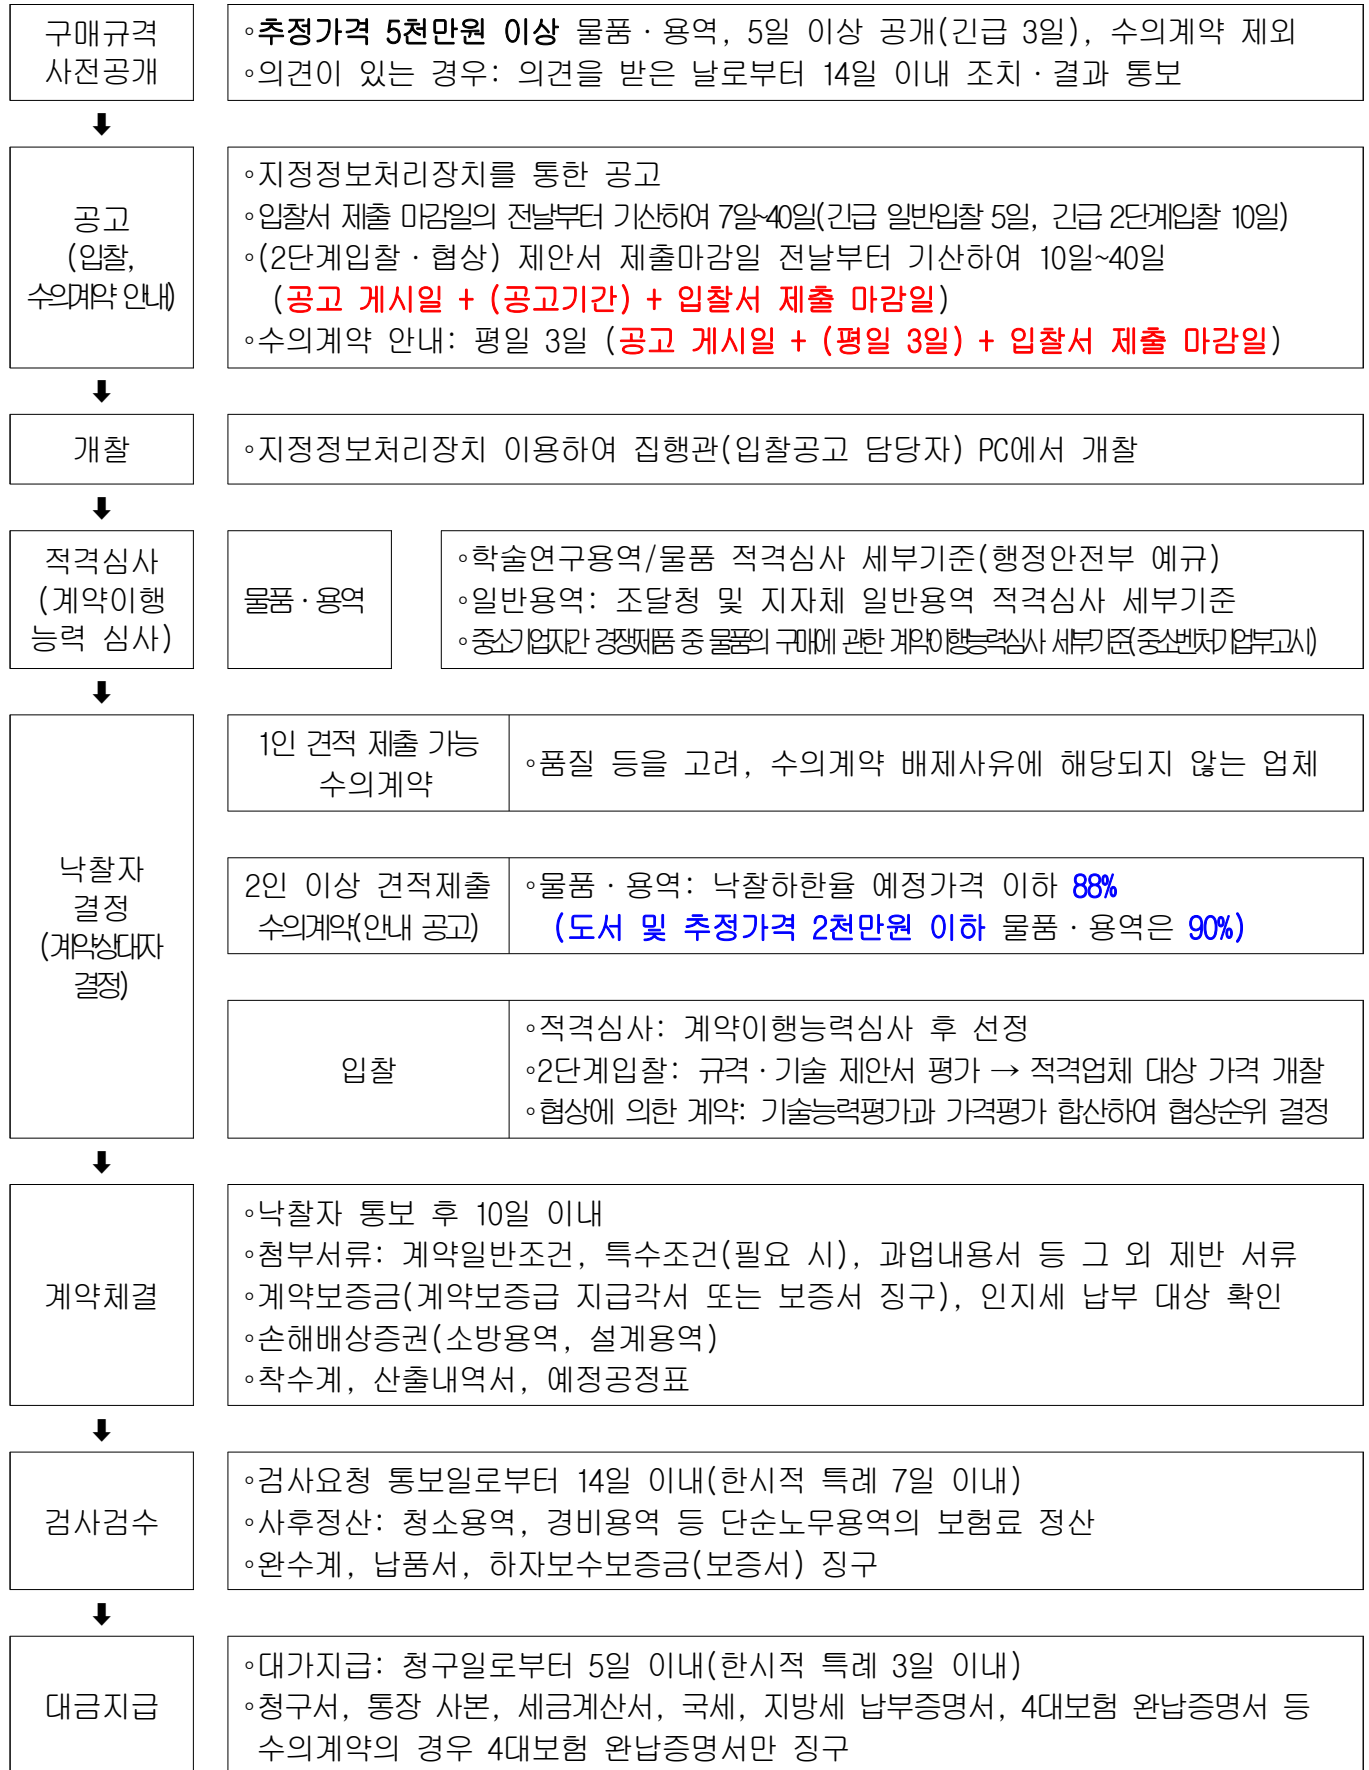 구매규격
사전공개
◦추정가격 5천만원 이상 물품·용역, 5일 이상 공개(긴급 3일), 수의계약 제외
◦의견이 있는 경우: 의견을 받은 날로부터 14일 이내 조치·결과 통보
⬇
공고
(입찰,
수의계약 안내)
◦지정정보처리장치를 통한 공고
◦입찰서 제출 마감일의 전날부터 기산하여 7일~40일(긴급 일반입찰 5일, 긴급 2단계입찰 10일)
◦(2단계입찰·협상) 제안서 제출마감일 전날부터 기산하여 10일~40일
(공고 게시일 + (공고기간) + 입찰서 제출 마감일)
◦수의계약 안내: 평일 3일 (공고 게시일 + (평일 3일) + 입찰서 제출 마감일)
⬇
개찰
◦지정정보처리장치 이용하여 집행관(입찰공고 담당자) PC에서 개찰
⬇
적격심사
(계약이행
능력 심사)
물품·용역
◦학술연구용역/물품 적격심사 세부기준(행정안전부 예규)
◦일반용역: 조달청 및 지자체 일반용역 적격심사 세부기준
◦중소기업자간 경쟁제품 중 물품의 구매에 관한 계약이행능력심사 세부기준(중소벤처기업부고시)
⬇
낙찰자
결정
(계약상대자
결정)
1인 견적 제출 가능
수의계약
◦품질 등을 고려, 수의계약 배제사유에 해당되지 않는 업체
2인 이상 견적제출
수의계약(안내 공고)
◦물품·용역: 낙찰하한율 예정가격 이하 88%
(도서 및 추정가격 2천만원 이하 물품·용역은 90%)
입찰
◦적격심사: 계약이행능력심사 후 선정
◦2단계입찰: 규격·기술 제안서 평가 → 적격업체 대상 가격 개찰
◦협상에 의한 계약: 기술능력평가과 가격평가 합산하여 협상순위 결정
⬇
계약체결
◦낙찰자 통보 후 10일 이내
◦첨부서류: 계약일반조건, 특수조건(필요 시), 과업내용서 등 그 외 제반 서류
◦계약보증금(계약보증급 지급각서 또는 보증서 징구), 인지세 납부 대상 확인
◦손해배상증권(소방용역, 설계용역)
◦착수계, 산출내역서, 예정공정표
⬇
검사검수
◦검사요청 통보일로부터 14일 이내(한시적 특례 7일 이내)
◦사후정산: 청소용역, 경비용역 등 단순노무용역의 보험료 정산
◦완수계, 납품서, 하자보수보증금(보증서) 징구
⬇
대금지급
◦대가지급: 청구일로부터 5일 이내(한시적 특례 3일 이내)
◦청구서, 통장 사본, 세금계산서, 국세, 지방세 납부증명서, 4대보험 완납증명서 등
수의계약의 경우 4대보험 완납증명서만 징구